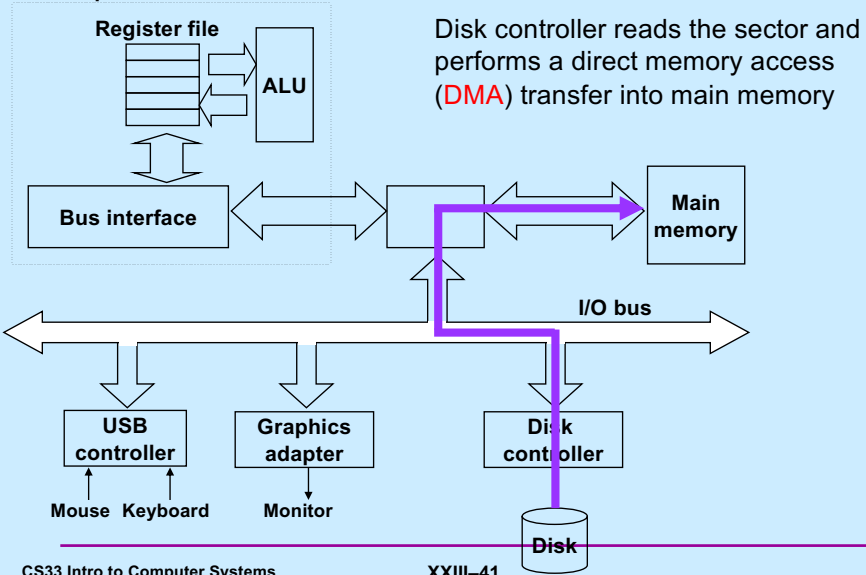 Register file
ALU
Disk controller reads the sector and
performs a direct memory access
(DMA) transfer into main memory
Bus interface
Main
memory
I/O bus
USB
controller
Graphics
adapter
Disk
controller
Mouse Keyboard
Monitor
Disk
CS33 Intro to Computer Systems
XXIII–41